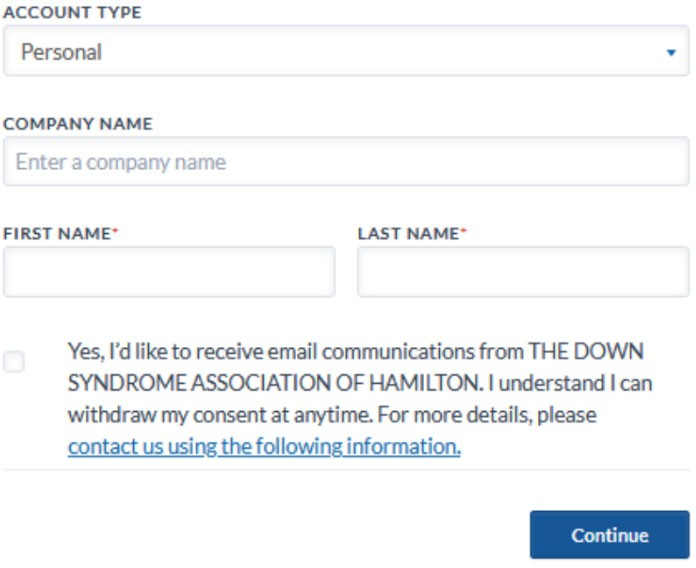 ACCOUNT TYPE
Personal
COMPANY NAME
Enter a company name
FIRST NAME* LAST NAME*
Yes, I'd like to receive email communications from THE DOWN
SYNDROME ASSOCIATION OF HAMILTON. I understand I can
withdraw my consent at anytime. For more details, please
contact us using the following information.
Continue